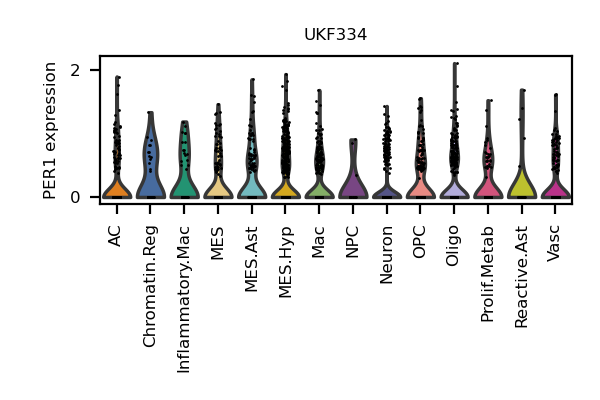 UKF334
PER1 expression
2
0
AC
Chromatin.Reg
Inflammatory.Mac
MES
MES.Ast
MES.Hyp
Mac
NPC
Neuron
OPC
Oligo
Prolif.Metab
Reactive.Ast
Vasc